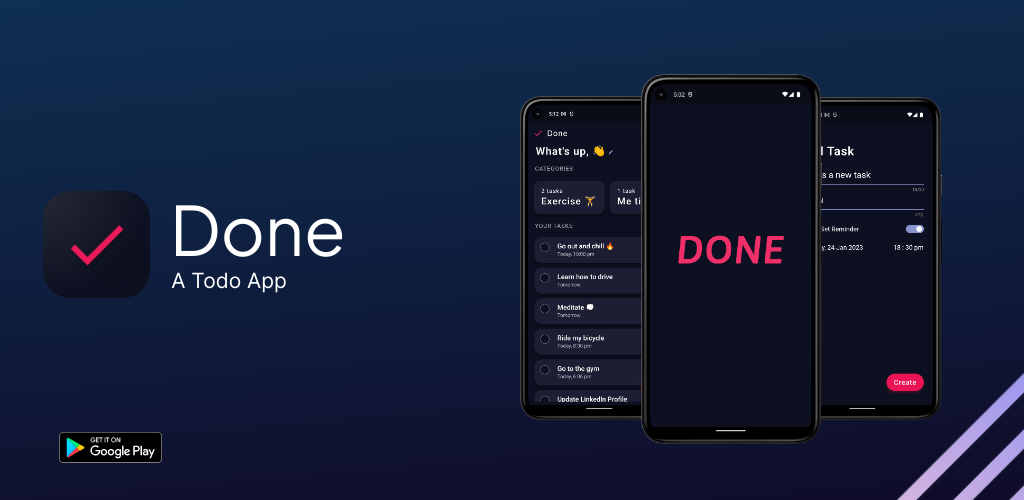 Done
A Todo App
GET IT ON
Google Play
5:12
Done
What's up, 👋
CATEGORIES
2 tasks
Exercise 🏋
1 task
Me ti
YOUR TASKS
Go out and chill 🔥
Today, 10:00 pm
Learn how to drive
Tomorrow
Meditate 💭
Tomorrow
Ride my bicycle
Today, 8:30 pm
Go to the gym
Today, 6:06 pm
Update LinkedIn Profile
5:02
DONE
Task
s a new task
Set Reminder
y, 24 Jan 2023
18 : 30 pm
Create